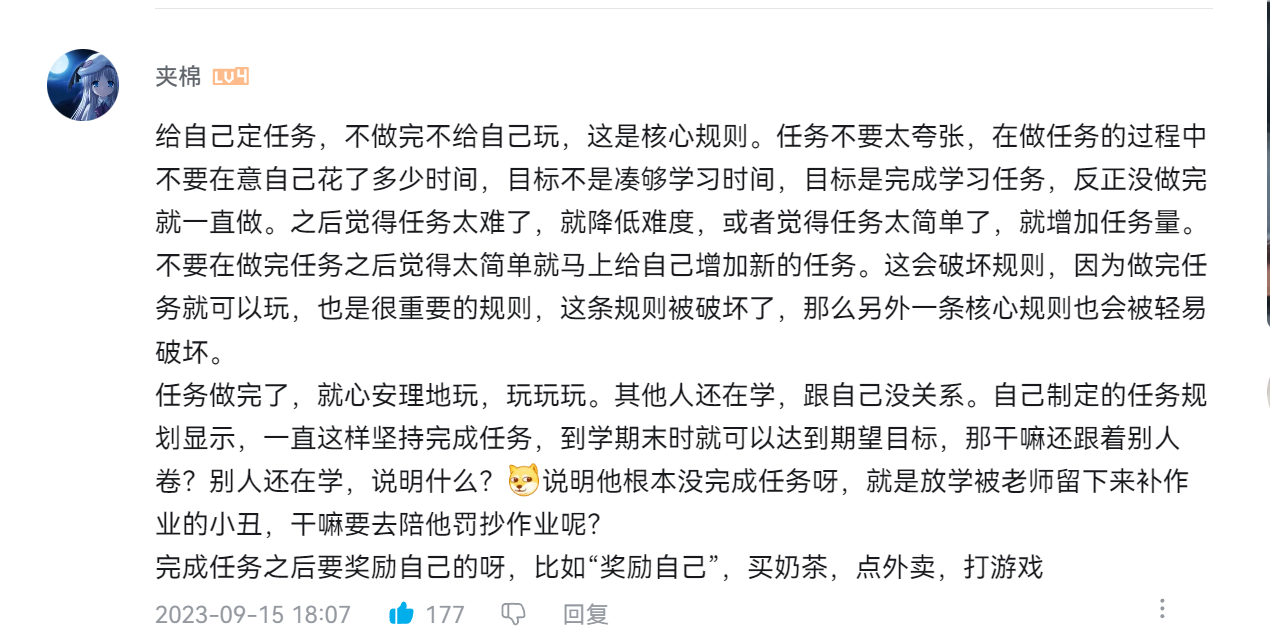 夹棉 LV4
给自己定任务，不做完不给自己玩，这是核心规则。任务不要太夸张，在做任务的过程中
不要在意自己花了多少时间，目标不是凑够学习时间，目标是完成学习任务，反正没做完
就一直做。之后觉得任务太难了，就降低难度，或者觉得任务太简单了，就增加任务量。
不要在做完任务之后觉得太简单就马上给自己增加新的任务。这会破坏规则，因为做完任
务就可以玩，也是很重要的规则，这条规则被破坏了，那么另外一条核心规则也会被轻易
破坏。
任务做完了，就心安理地玩，玩玩玩。其他人还在学，跟自己没关系。自己制定的任务规
划显示，一直这样坚持完成任务，到学期末时就可以达到期望目标，那干嘛还跟着别人
卷？别人还在学，说明什么？说明他根本没完成任务呀，就是放学被老师留下来补作
业的小丑，干嘛要去陪他罚抄作业呢？
完成任务之后要奖励自己的呀，比如“奖励自己”，买奶茶，点外卖，打游戏
2023-09-15 18:07 177 回复